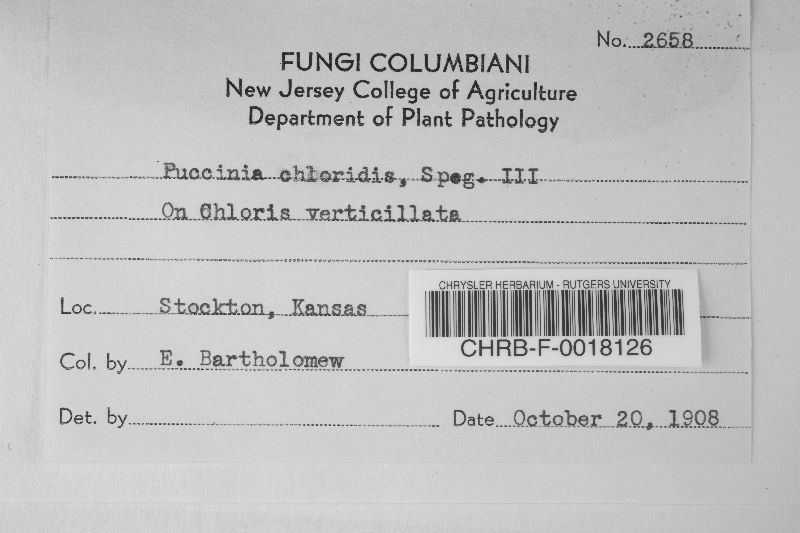 No. 2658
FUNGI COLUMBIANI
New Jersey College of Agriculture
Department of Plant Pathology
Puccinia chloridis, Speg. III
On Chloris verticillata
Loc. Stockton, Kansas
CHRYSLER HERBARIUM - RUTGERS UNIVERSITY
CHRB-F-0018126
Col. by E. Bartholomew
Det. by
Date October 20, 1908